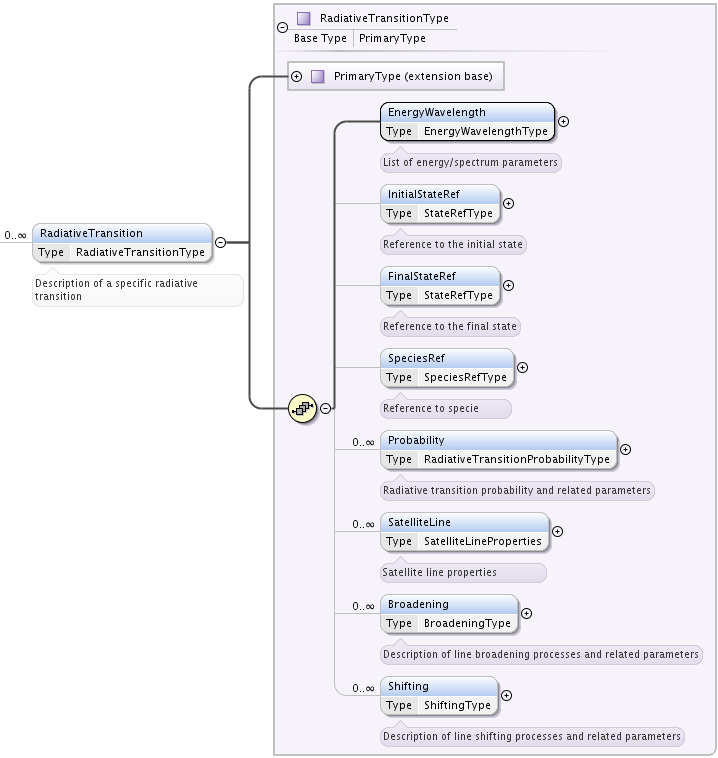 RadiativeTransitionType
Base Type PrimaryType
PrimaryType (extension base)
EnergyWavelength
Type EnergyWavelengthType
List of energy/spectrum parameters
InitialStateRef
Type StateRefType
Reference to the initial state
0..∞
RadiativeTransition
Type RadiativeTransitionType
Description of a specific radiative
transition
FinalStateRef
Type StateRefType
Reference to the final state
SpeciesRef
Type SpeciesRefType
Reference to specie
0..∞
Probability
Type RadiativeTransitionProbabilityType
Radiative transition probability and related parameters
0..∞
SatelliteLine
Type SatelliteLineProperties
Satellite line properties
0..∞
Broadening
Type BroadeningType
Description of line broadening processes and related parameters
0..∞
Shifting
Type ShiftingType
Description of line shifting processes and related parameters